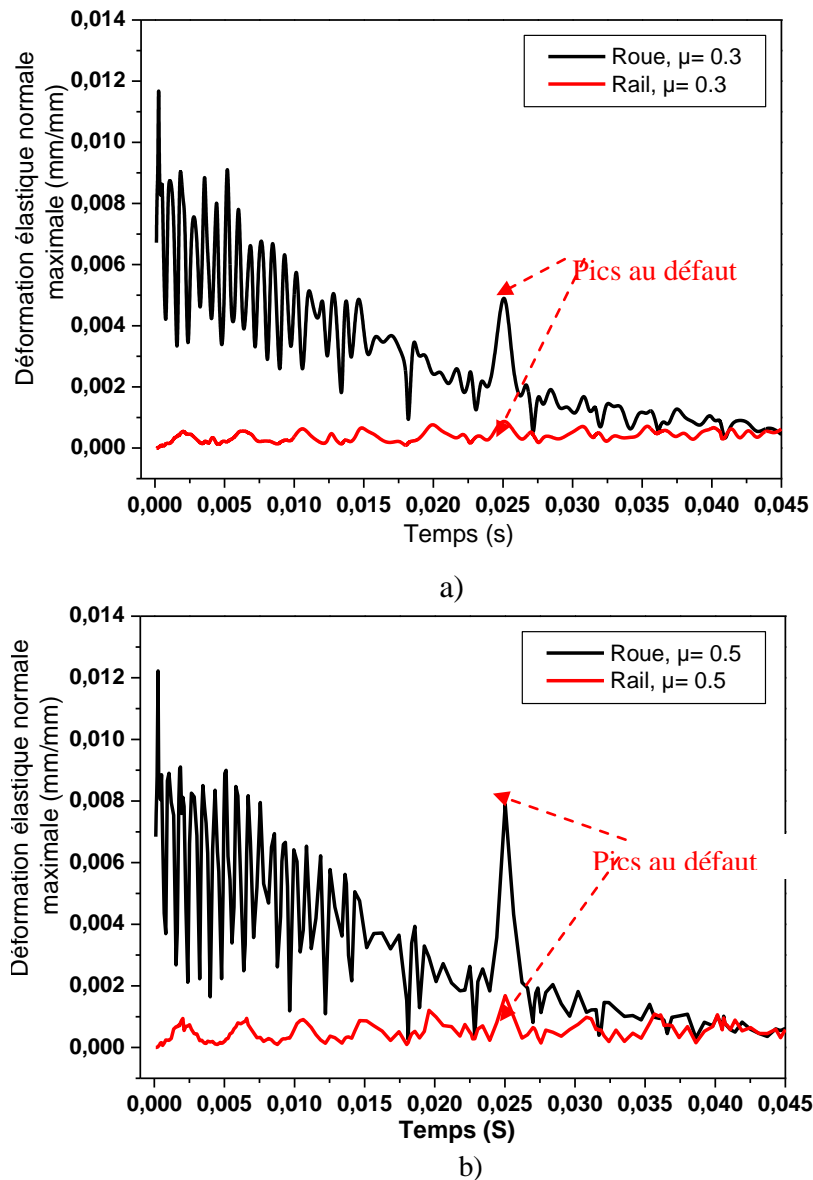 0,014
0,012
0,010
0,008
0,006
0,004
0,002
0,000
Déformation élastique normale
maximale (mm/mm)
Roue, µ= 0.3
Rail, µ= 0.3
Pics au défaut
0,000 0,005 0,010 0,015 0,020 0,025 0,030 0,035 0,040 0,045
Temps (s)
a)
0,014
0,012
0,010
0,008
0,006
0,004
0,002
0,000
Déformation élastique normale
maximale (mm/mm)
Roue, µ= 0.5
Rail, µ= 0.5
Pics au défaut
0,000 0,005 0,010 0,015 0,020 0,025 0,030 0,035 0,040 0,045
Temps (S)
b)